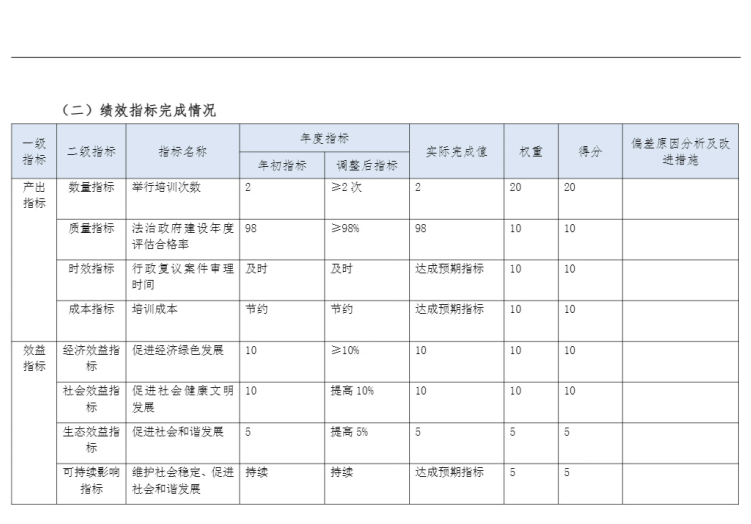 （二）绩效指标完成情况
一级指标 二级指标 指标名称 年度指标 实际完成值 权重 得分 偏差原因分析及改进措施
年初指标 调整后指标
产出指标 数量指标 举行培训次数 2 ≥2 次 2 20 20
质量指标 法治政府建设年度评估合格率 98 ≥98% 98 10 10
时效指标 行政复议案件审理时间 及时 及时 达成预期指标 10 10
成本指标 培训成本 节约 节约 达成预期指标 10 10
效益指标 经济效益指标 促进经济绿色发展 10 ≥10% 10 10 10
社会效益指标 促进社会健康文明发展 10 提高 10% 10 10 10
生态效益指标 促进社会和谐发展 5 提高 5% 5 5 5
可持续影响指标 维护社会稳定、促进社会和谐发展 持续 持续 达成预期指标 5 5